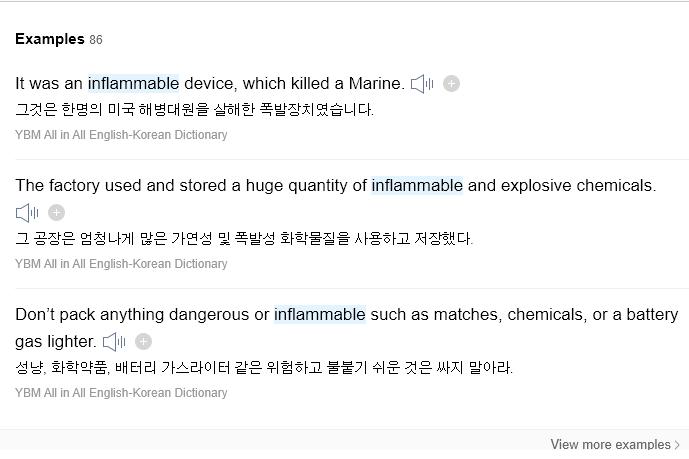 Examples 86
It was an inflammable device, which killed a Marine.
그것은 한명의 미국 해병대원을 살해한 폭발장치였습니다.
YBM All in All English-Korean Dictionary
The factory used and stored a huge quantity of inflammable and explosive chemicals.
그 공장은 엄청나게 많은 가연성 및 폭발성 화학물질을 사용하고 저장했다.
YBM All in All English-Korean Dictionary
Don’t pack anything dangerous or inflammable such as matches, chemicals, or a battery
gas lighter.
성냥, 화학약품, 배터리 가스라이터 같은 위험하고 불붙기 쉬운 것은 싸지 말아라.
YBM All in All English-Korean Dictionary
View more examples